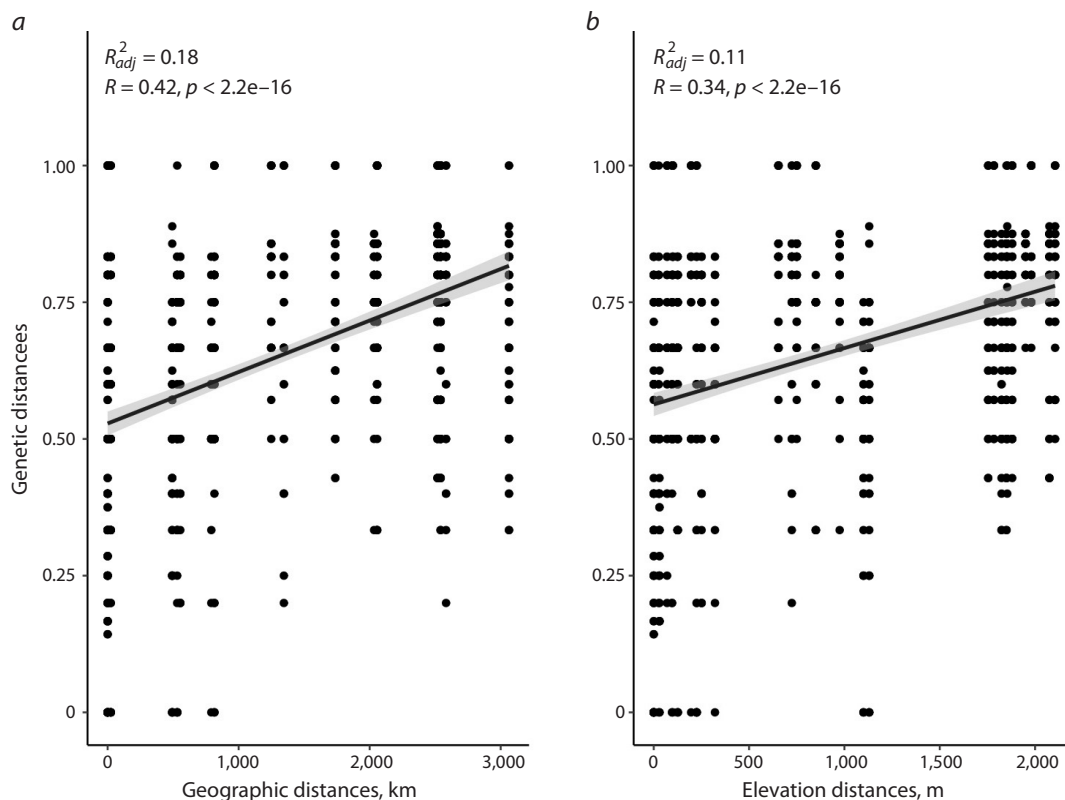 a
R²adj = 0.18
R = 0.42, p < 2.2e–16
1.00
0.75
0.50
0.25
0
Genetic distancees
0
1,000
2,000
3,000
Geographic distances, km
b
R²adj = 0.11
R = 0.34, p < 2.2e–16
1.00
0.75
0.50
0.25
0
0
500
1,000
1,500
2,000
Elevation distances, m